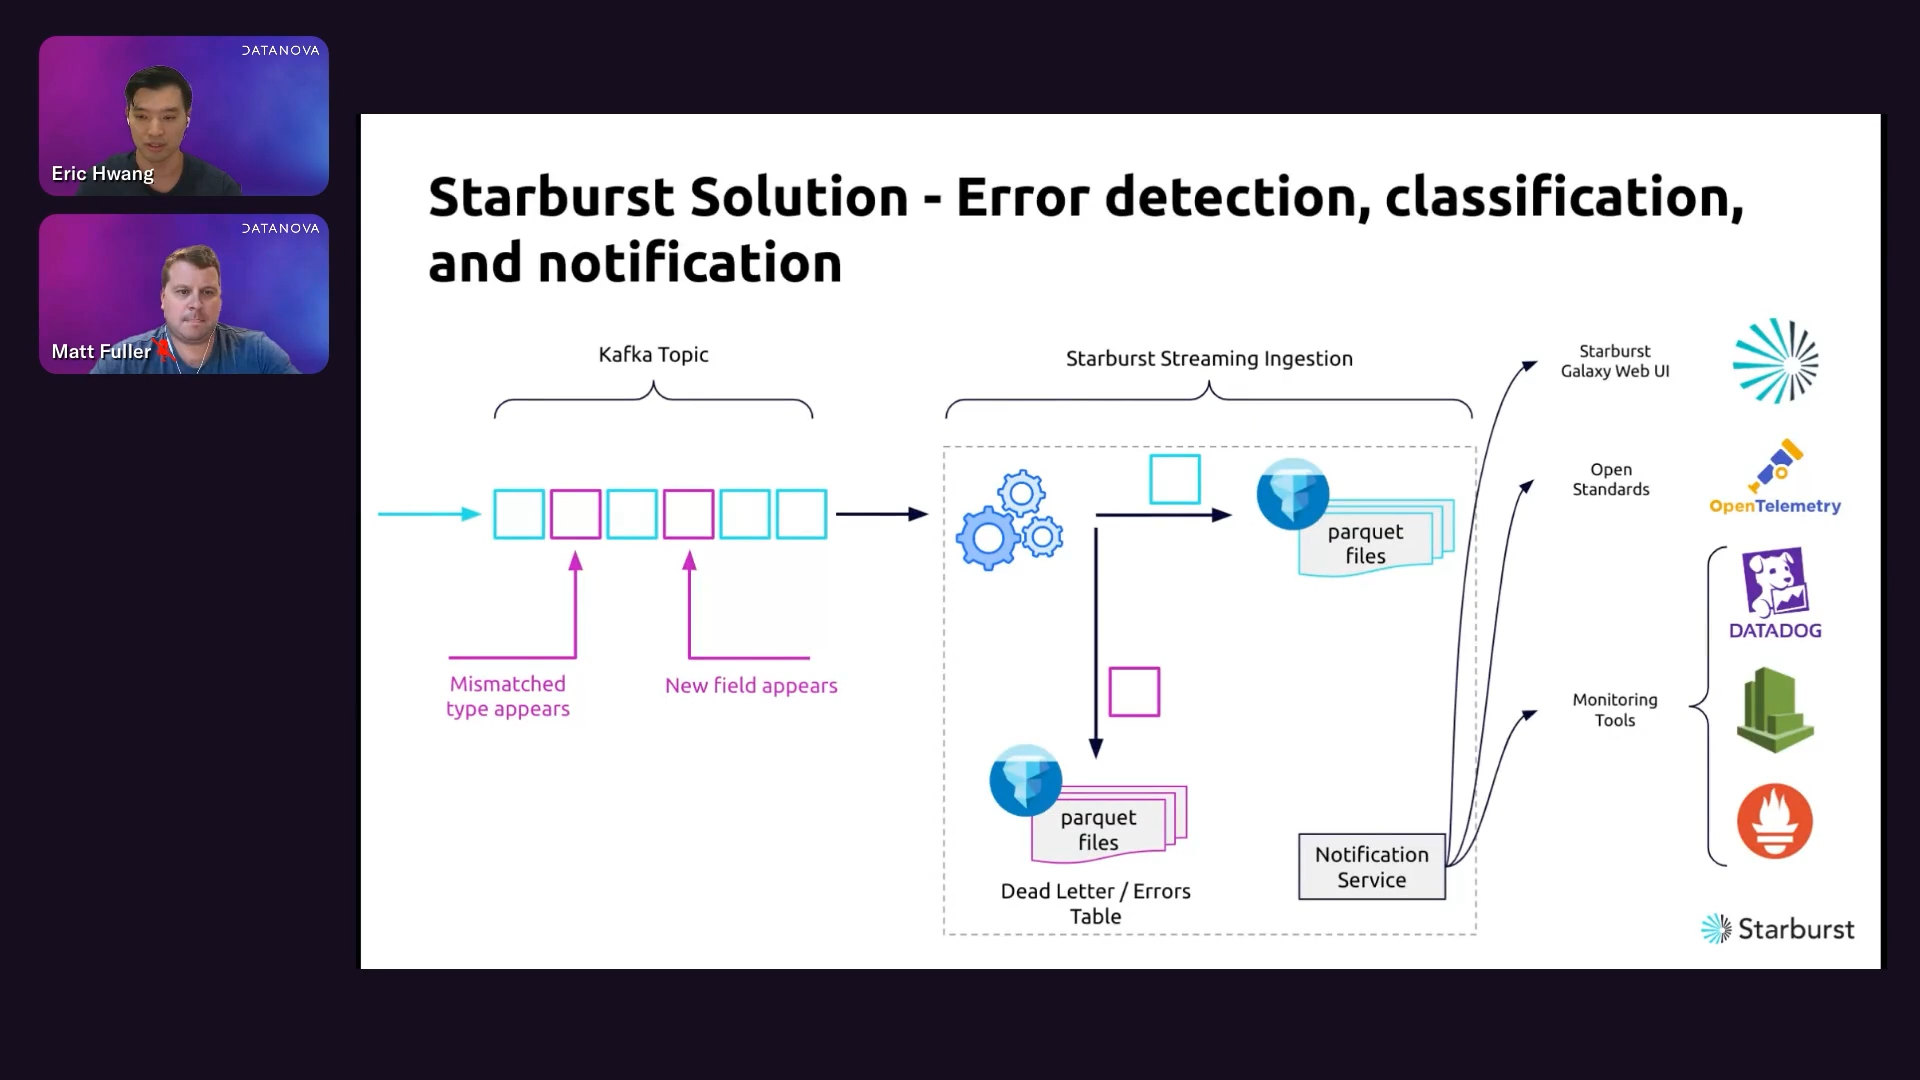 DATANOVA
Eric Hwang
DATANOVA
Matt Fuller
Starburst Solution - Error detection, classification,
and notification
Kafka Topic
Mismatched
type appears
New field appears
Starburst Streaming Ingestion
parquet
files
parquet
files
Dead Letter / Errors
Table
Notification
Service
Starburst
Galaxy Web UI
Open
Standards
OpenTelemetry
Monitoring
Tools
DATADOG
Starburst